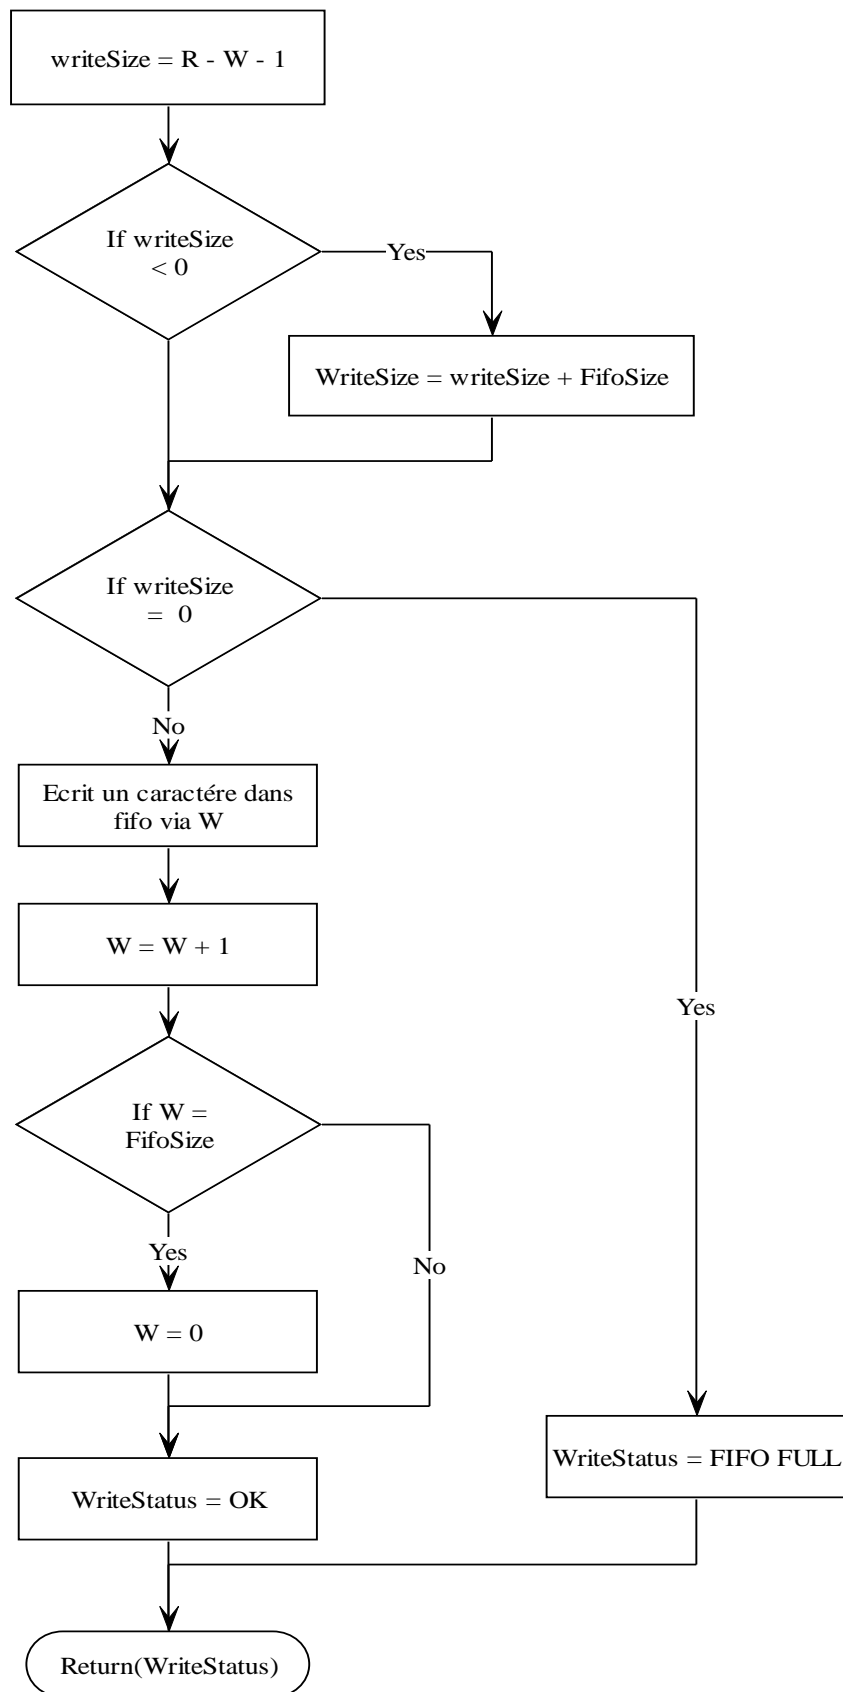 writeSize = R - W - 1
If writeSize
< 0
Yes
WriteSize = writeSize + FifoSize
If writeSize
=  0
No
Ecrit un caractére dans
fifo via W
W = W + 1
Yes
If W =
FifoSize
Yes
No
W = 0
WriteStatus = FIFO FULL
WriteStatus = OK
Return(WriteStatus)